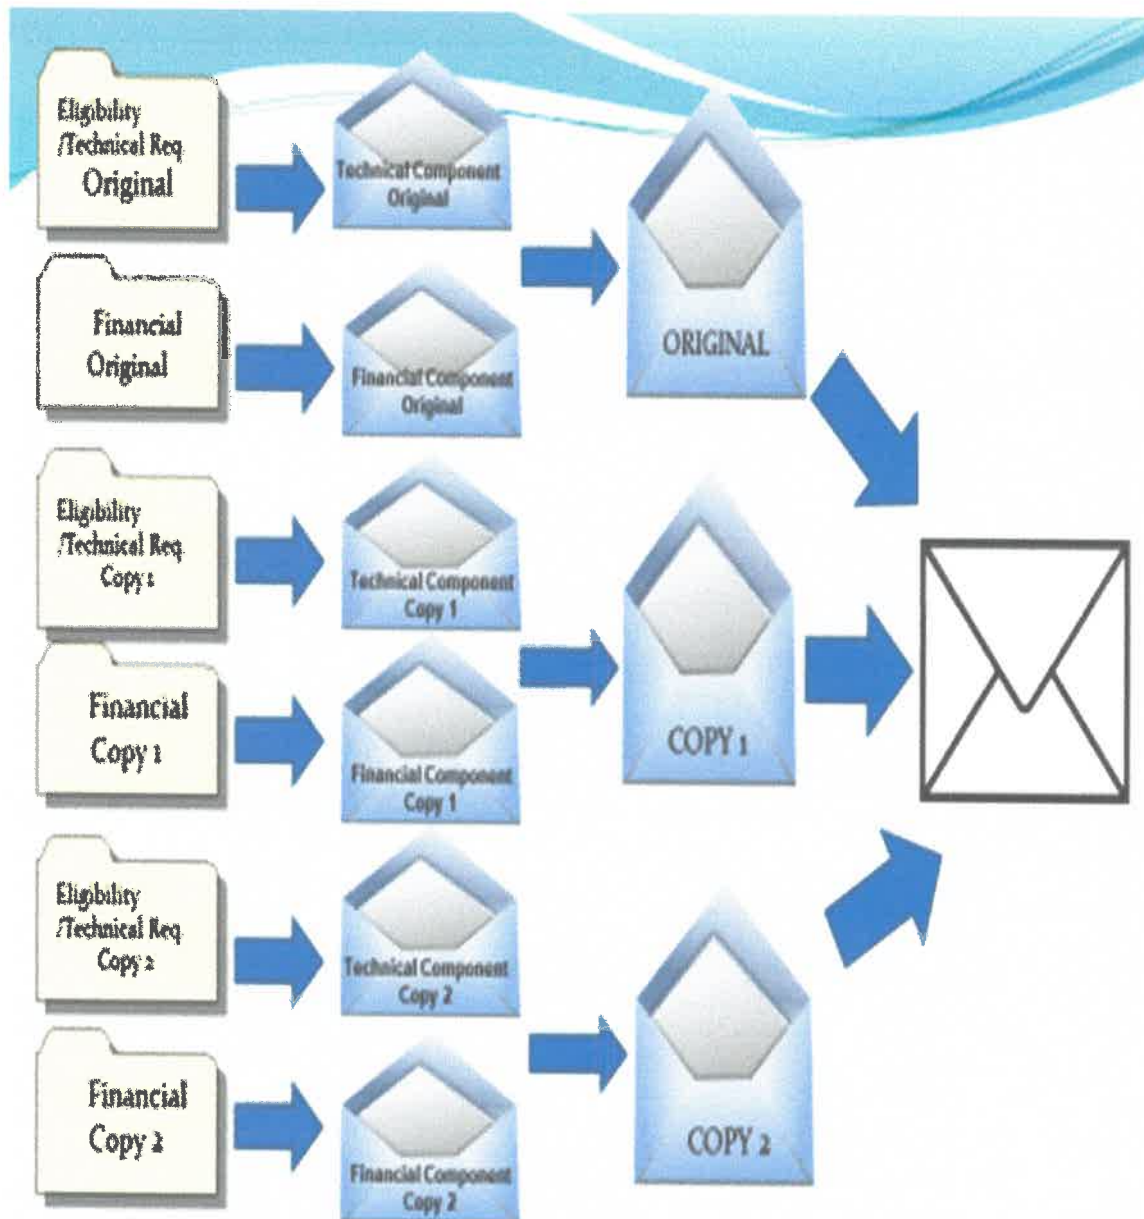 Eligibility
/Technical Req
Original
Technical Component
Original
Financial
Original
Financial Component
Original
ORIGINAL
Eligibility
/Technical Req
Copy 1
Technical Component
Copy 1
Financial
Copy 1
Financial Component
Copy 1
COPY 1
Eligibility
/Technical Req
Copy 2
Technical Component
Copy 2
Financial
Copy 2
Financial Component
Copy 2
COPY 2